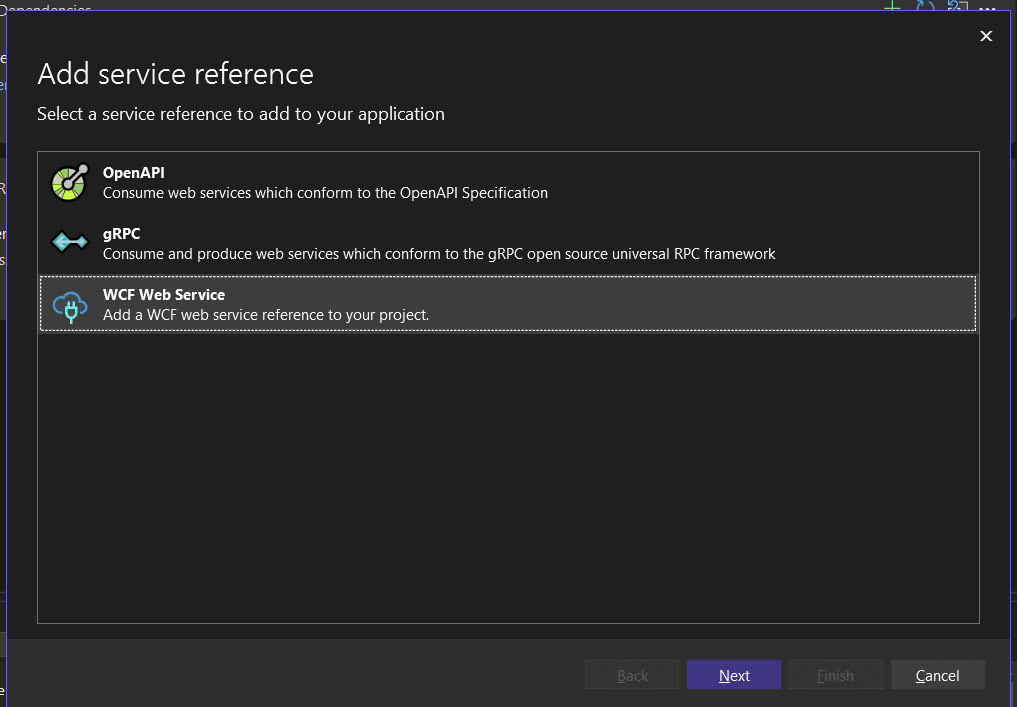 Dependencies
Add service reference
Select a service reference to add to your application
OpenAPI
Consume web services which conform to the OpenAPI Specification
gRPC
Consume and produce web services which conform to the gRPC open source universal RPC framework
WCF Web Service
Add a WCF web service reference to your project.
Back
Next
Finish
Cancel